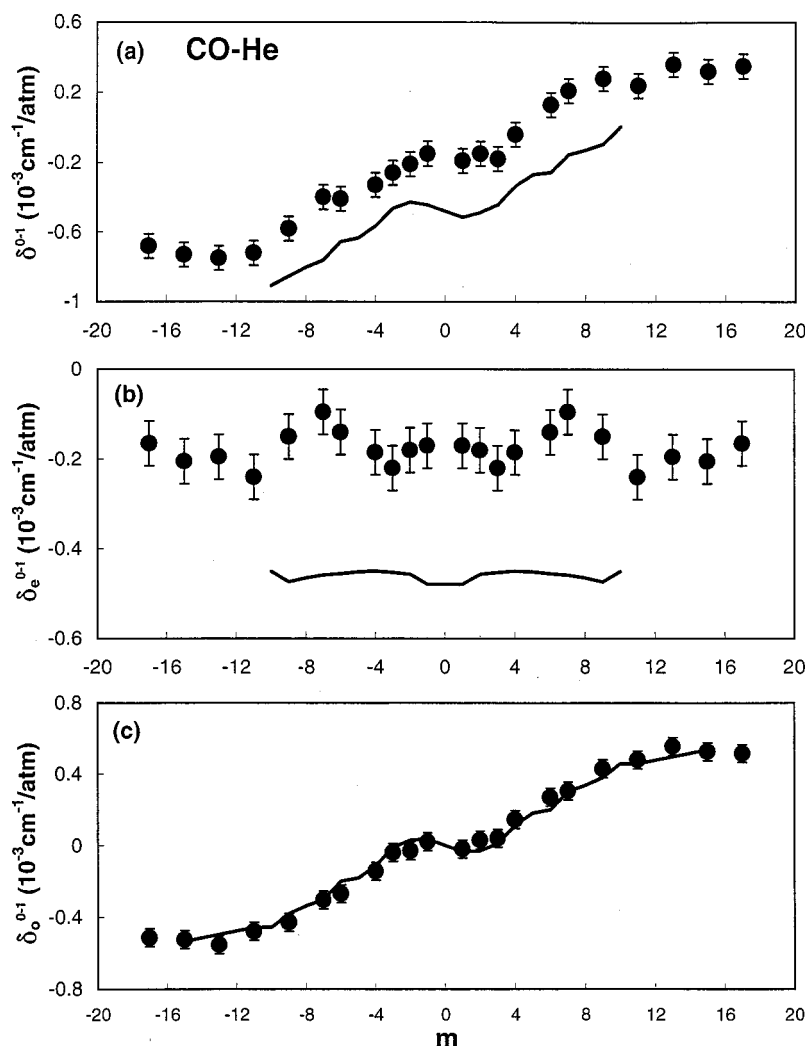 (a) CO-He
δ⁰⁻¹ (10⁻³cm⁻¹/atm)
0.6
0.2
-0.2
-0.6
-1
-20 -16 -12 -8 -4 0 4 8 12 16 20
(b)
δₑ⁰⁻¹ (10⁻³cm⁻¹/atm)
0
-0.2
-0.4
-0.6
-20 -16 -12 -8 -4 0 4 8 12 16 20
(c)
δₒ⁰⁻¹ (10⁻³cm⁻¹/atm)
0.8
0.4
0
-0.4
-0.8
-20 -16 -12 -8 -4 0 4 8 12 16 20
m